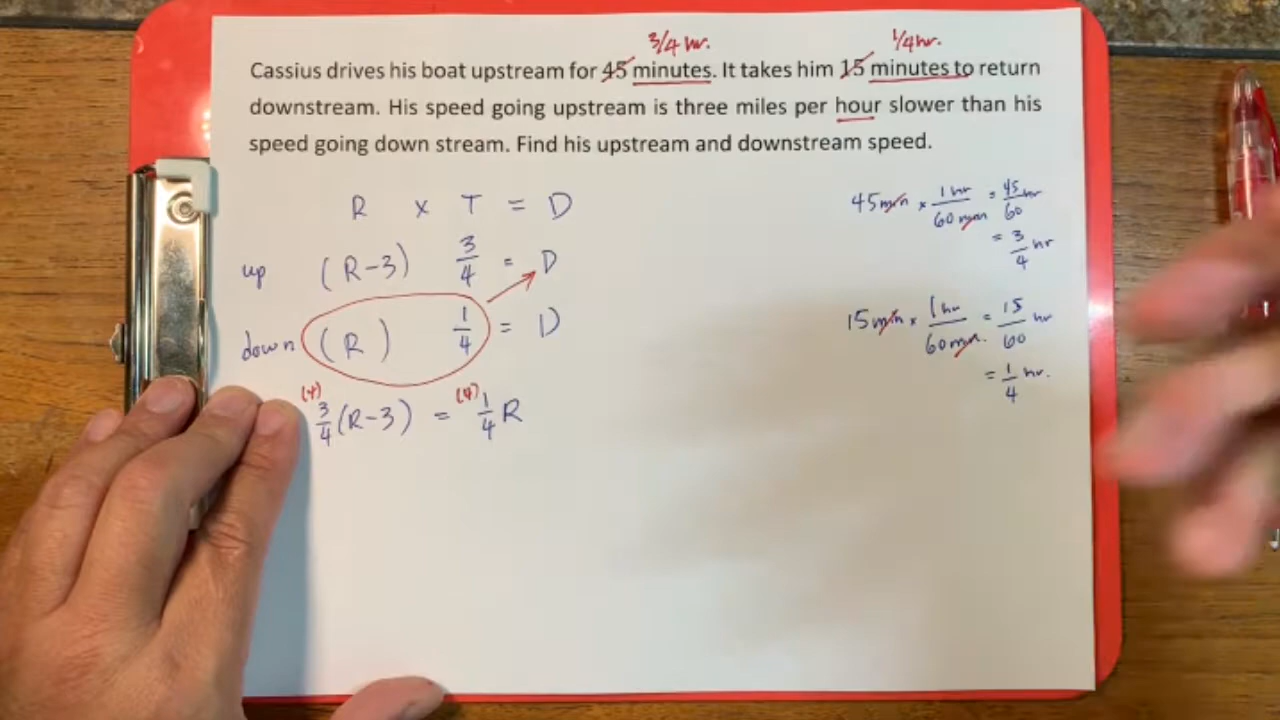 3/4 hr. 1/4 hr.
Cassius drives his boat upstream for 45 minutes. It takes him 15 minutes to return
downstream. His speed going upstream is three miles per hour slower than his
speed going down stream. Find his upstream and downstream speed.
R x T = D
up (R-3) 3/4 = D
down (R) 1/4 = D
(4) 3/4 (R-3) = (4) 1/4 R
45 min x 1 hr/60 min = 45/60 hr
= 3/4 hr
15 min x 1 hr/60 min. = 15/60 hr
= 1/4 hr.